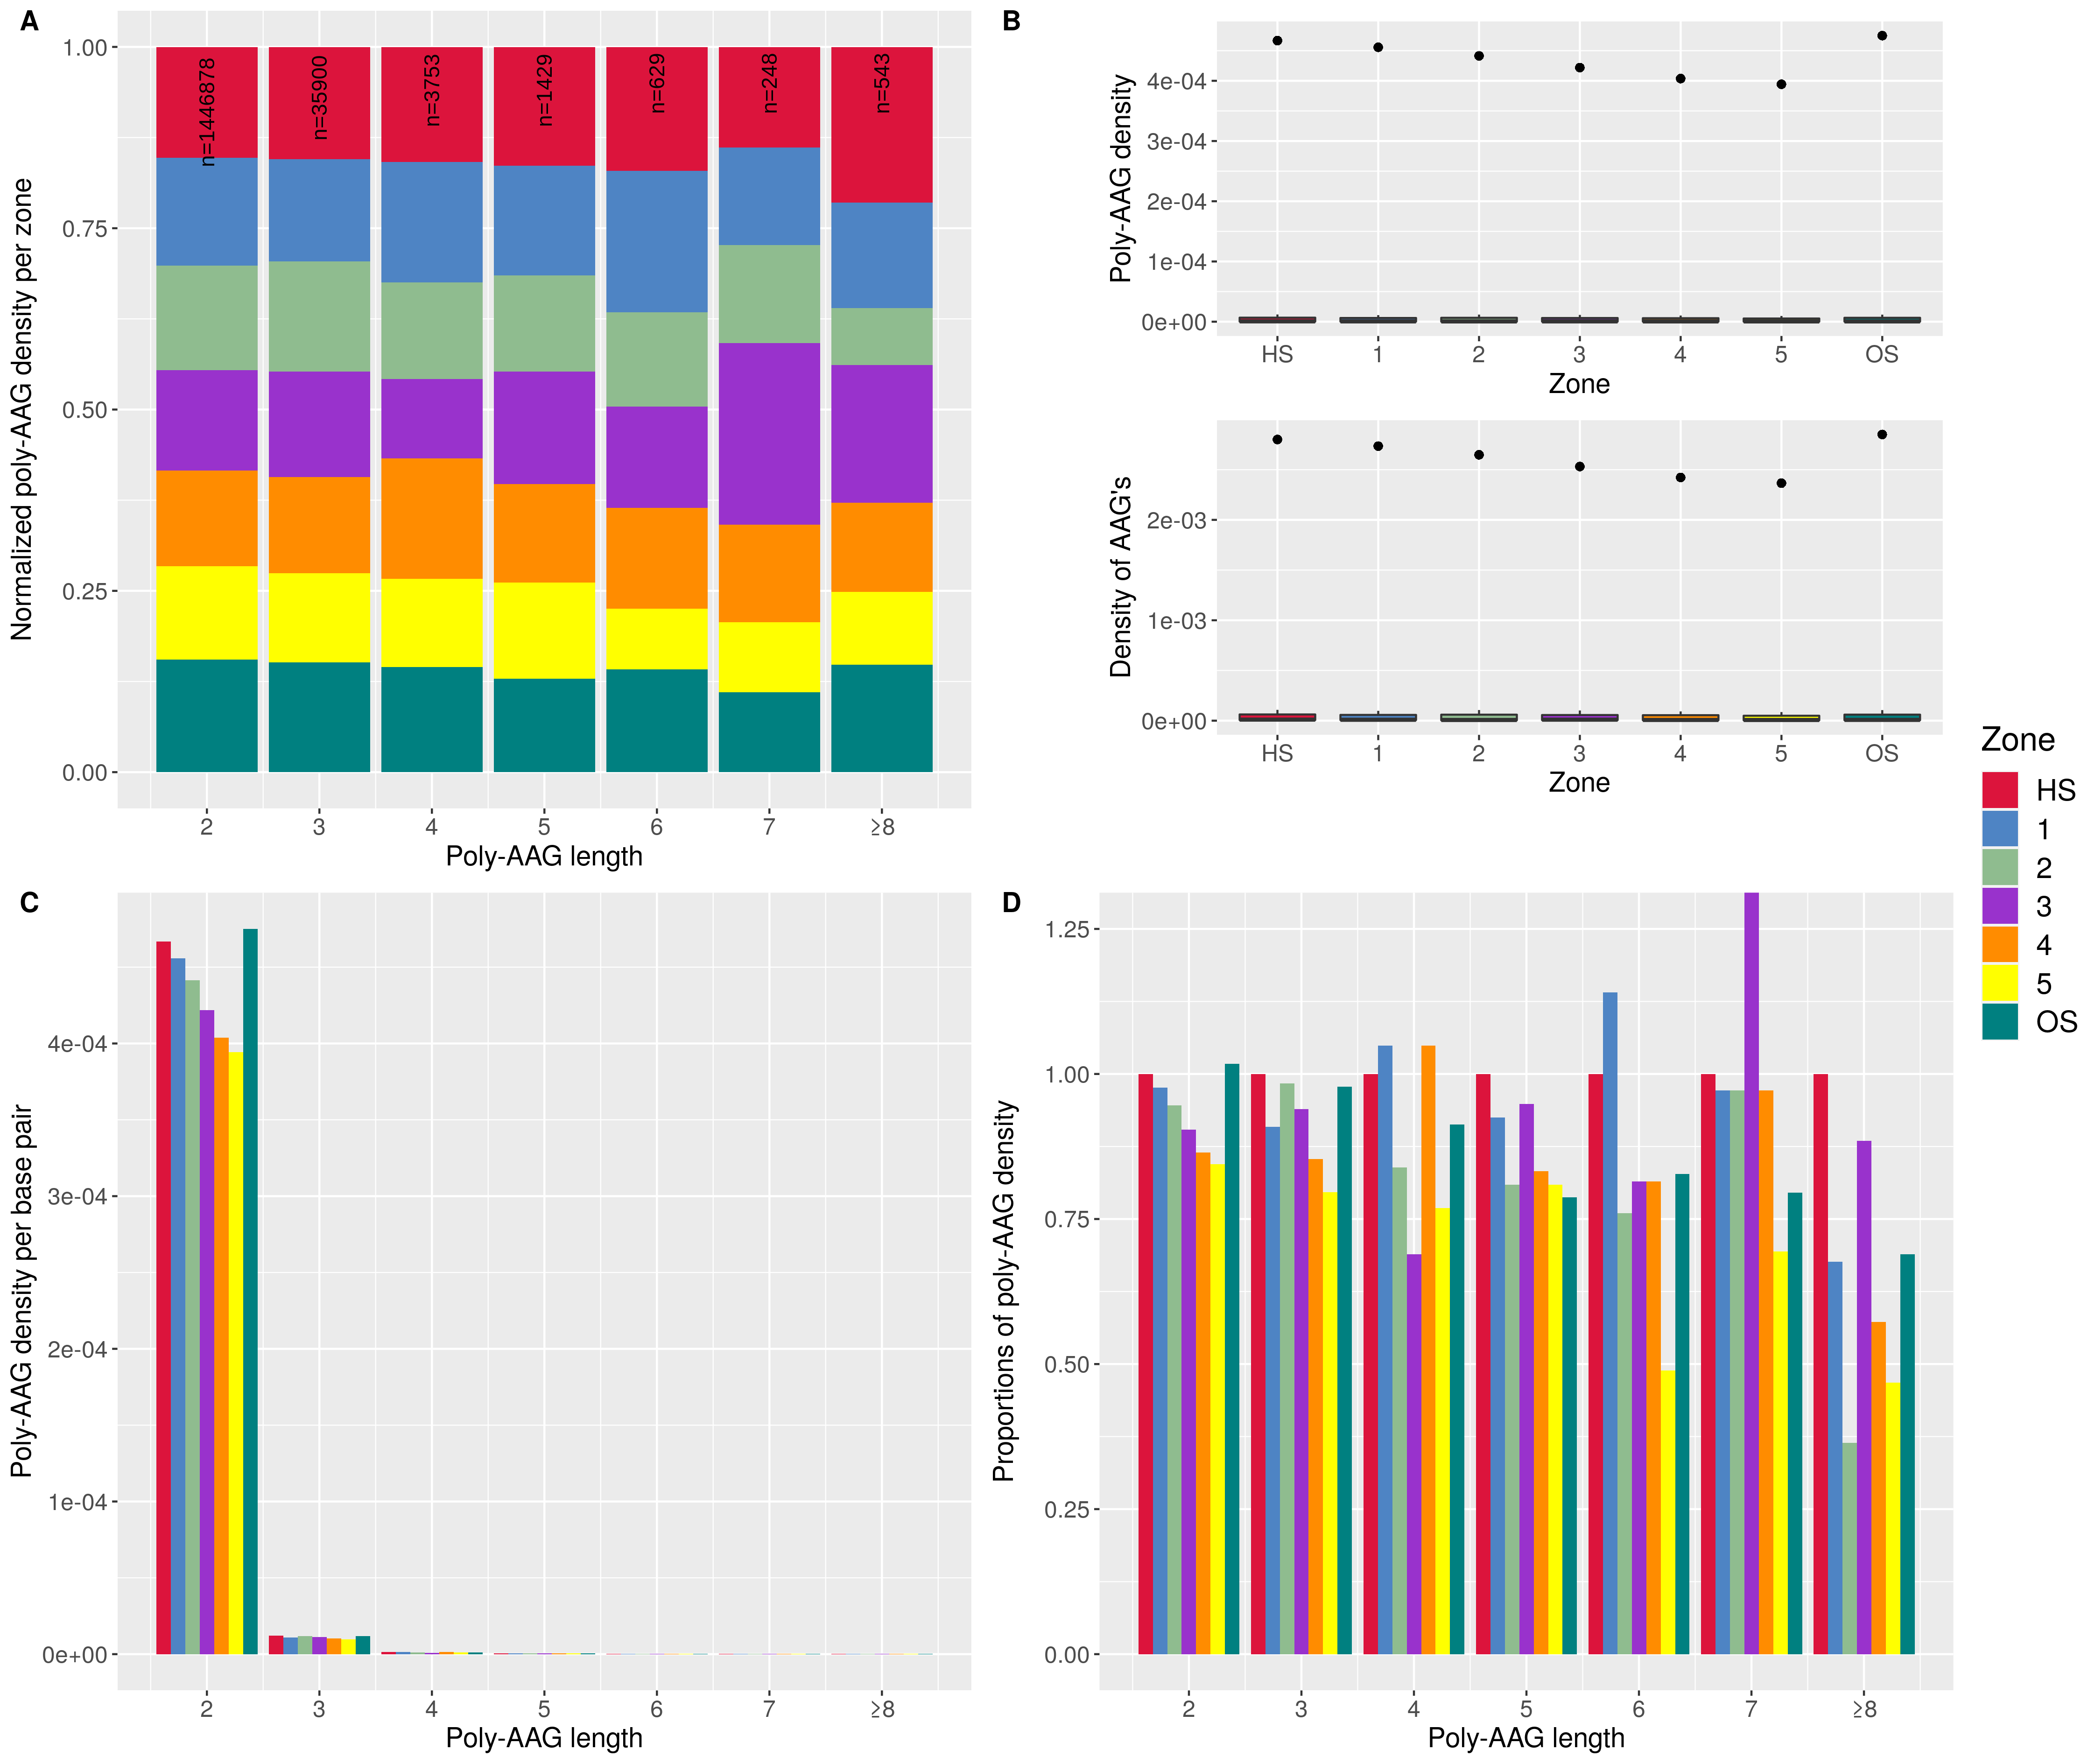 A
Normalized poly-AAG density per zone
1.00
0.75
0.50
0.25
0.00
n=1446878
n=35900
n=3753
n=1429
n=629
n=248
n=543
2 3 4 5 6 7 ≥8
Poly-AAG length
B
Poly-AAG density
4e-04
3e-04
2e-04
1e-04
0e+00
HS 1 2 3 4 5 OS
Zone
Density of AAG's
2e-03
1e-03
0e+00
HS 1 2 3 4 5 OS
Zone
Zone
HS
1
2
3
4
5
OS
C
Poly-AAG density per base pair
4e-04
3e-04
2e-04
1e-04
0e+00
2 3 4 5 6 7 ≥8
Poly-AAG length
D
Proportions of poly-AAG density
1.25
1.00
0.75
0.50
0.25
0.00
2 3 4 5 6 7 ≥8
Poly-AAG length